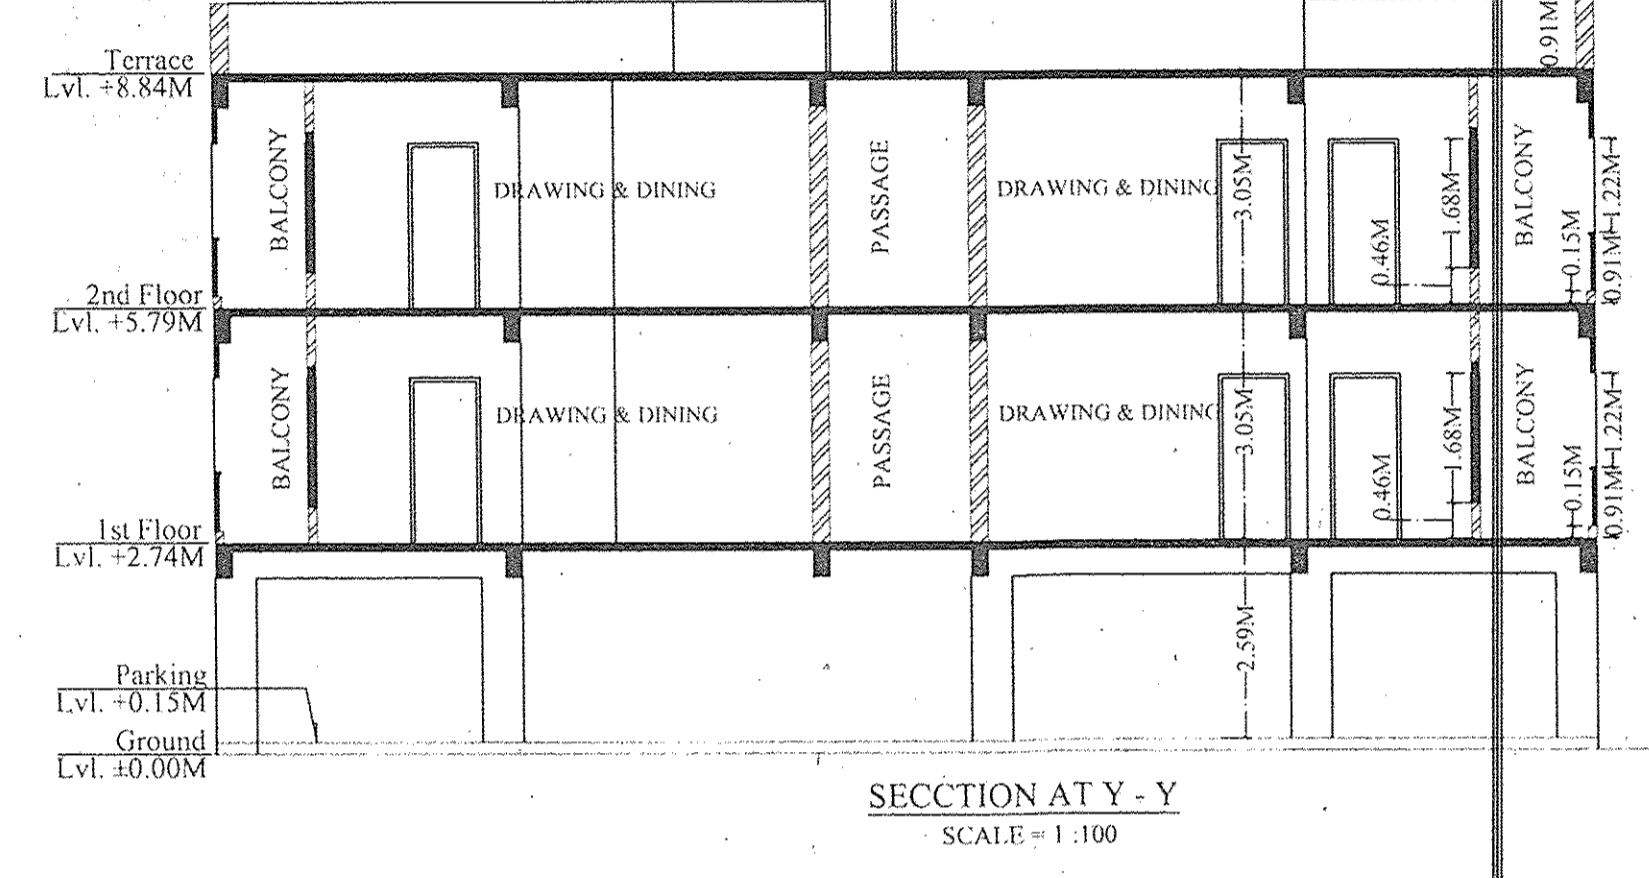 0.91M
Terrace
Lvl. +8.84M
BALCONY
DRAWING & DINING
PASSAGE
DRAWING & DINING
3.05M
0.46M
1.68M
BALCONY
0.15M
0.91M
1.22M
2nd Floor
Lvl. +5.79M
BALCONY
DRAWING & DINING
PASSAGE
DRAWING & DINING
3.05M
0.46M
1.68M
BALCONY
0.15M
0.91M
1.22M
1st Floor
Lvl. +2.74M
2.59M
Parking
Lvl. +0.15M
Ground
Lvl. ±0.00M
SECCTION AT Y - Y
SCALE = 1 :100